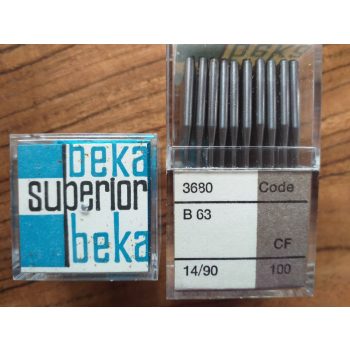 beka
superior
beka
3680 Code
B 63
CF
14/90 100